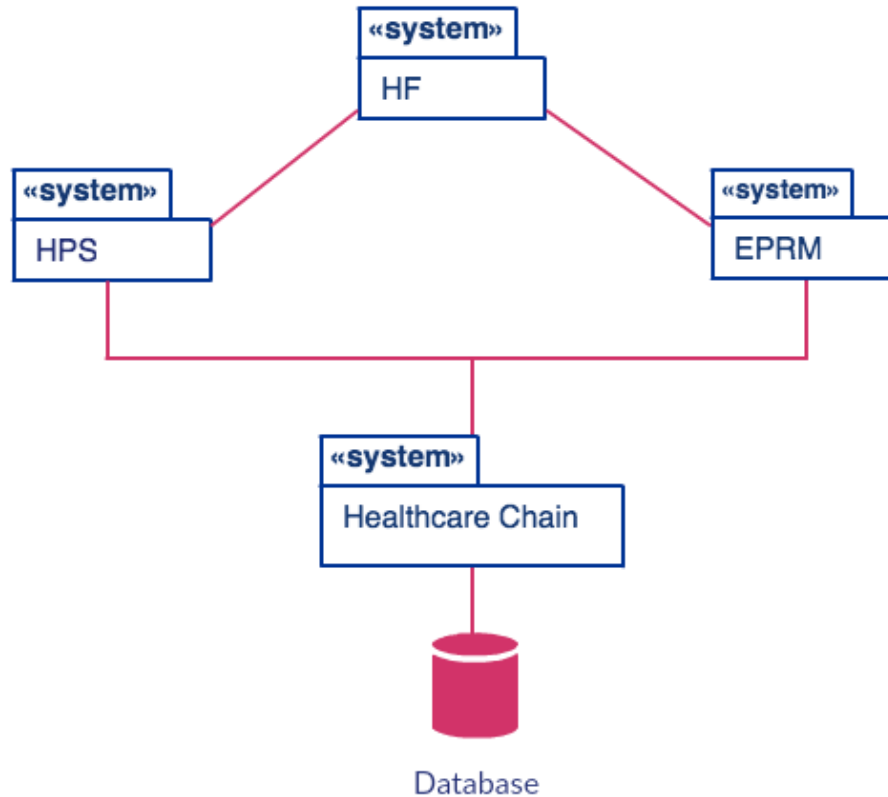 «system»
HF
«system»
HPS
«system»
EPRM
«system»
Healthcare Chain
Database